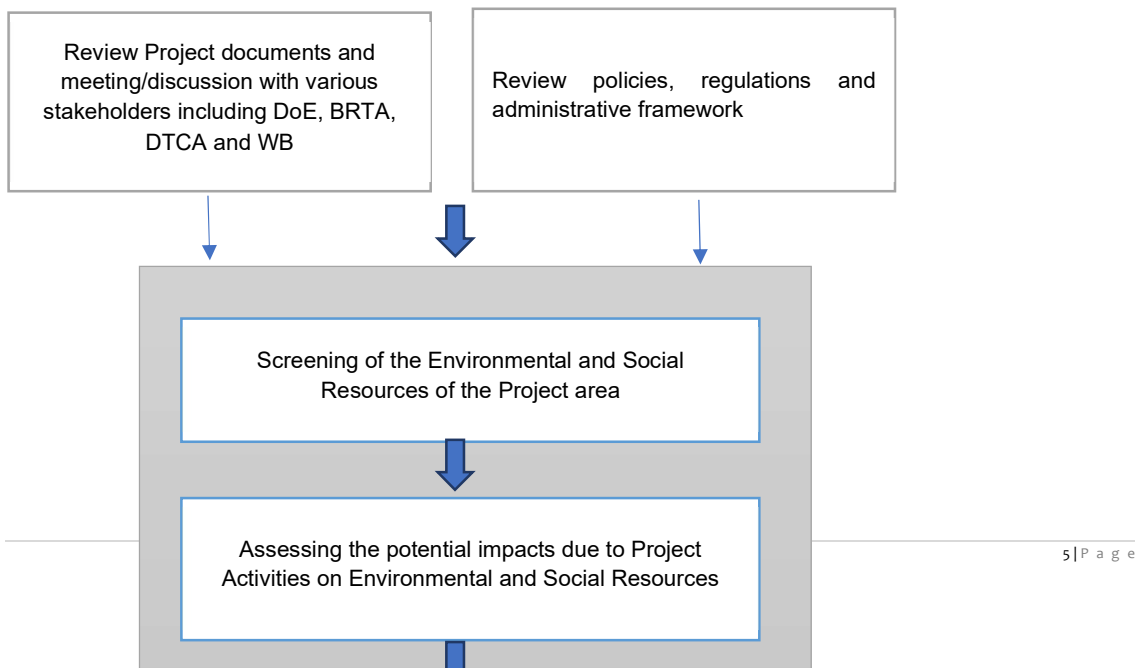 Review Project documents and
meeting/discussion with various
stakeholders including DoE, BRTA,
DTCA and WB
Review policies, regulations and
administrative framework
Screening of the Environmental and Social
Resources of the Project area
Assessing the potential impacts due to Project
Activities on Environmental and Social Resources
5 | P a g e